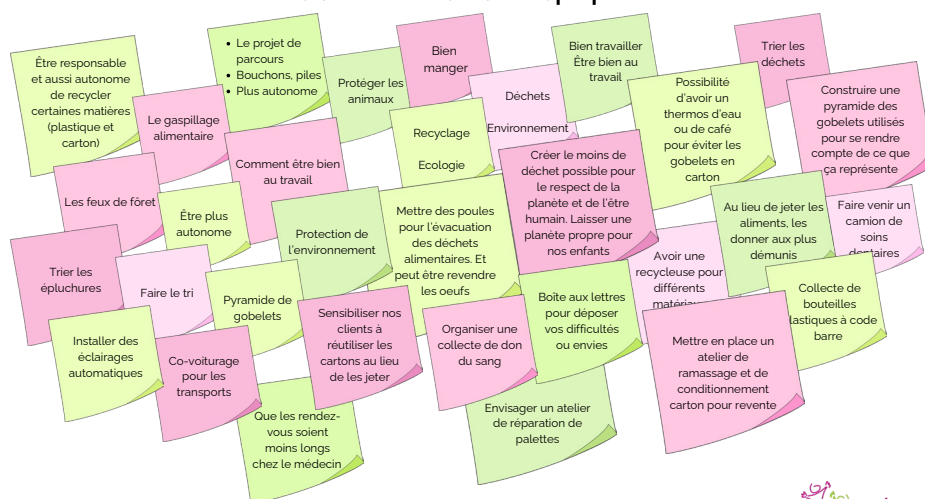 Être responsable
et aussi autonome
de recycler
certaines matières
(plastique et
carton)
• Le projet de
parcours
• Bouchons, piles
• Plus autonome
Protéger les
animaux
Bien
manger
Déchets
Environnement
Bien travailler
Être bien au
travail
Trier les
déchets
Possibilité
d'avoir un
thermos d'eau
ou de café
pour éviter les
gobelets en
carton
Construire une
pyramide des
gobelets utilisés
pour se rendre
compte de ce que
ça représente
Le gaspillage
alimentaire
Recyclage
Ecologie
Comment être bien
au travail
Créer le moins de
déchet possible pour
le respect de la
planète et de l'être
humain. Laisser une
planète propre pour
nos enfants
Les feux de fôret
Être plus
autonome
Protection de
l'environnement
Mettre des poules
pour l'évacuation
des déchets
alimentaires. Et
peut être revendre
les oeufs
Au lieu de jeter les
aliments, les
donner aux plus
démunis
Faire venir un
camion de
soins
dentaires
Trier les
épluchures
Faire le tri
Pyramide de
gobelets
Avoir une
recycleuse pour
différents
Collecte de
bouteilles
plastiques à code
barre
Installer des
éclairages
automatiques
Co-voiturage
pour les
transports
Sensibiliser nos
clients à
réutiliser les
cartons au lieu
de les jeter
Organiser une
collecte de don
du sang
Boîte aux lettres
pour déposer
vos difficultés
ou envies
Mettre en place un
atelier de
ramassage et de
conditionnement
carton pour revente
Que les rendez-
vous soient
moins longs
chez le médecin
Envisager un atelier
de réparation de
palettes